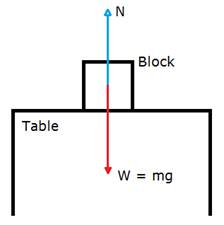 N
Block
Table
W = mg